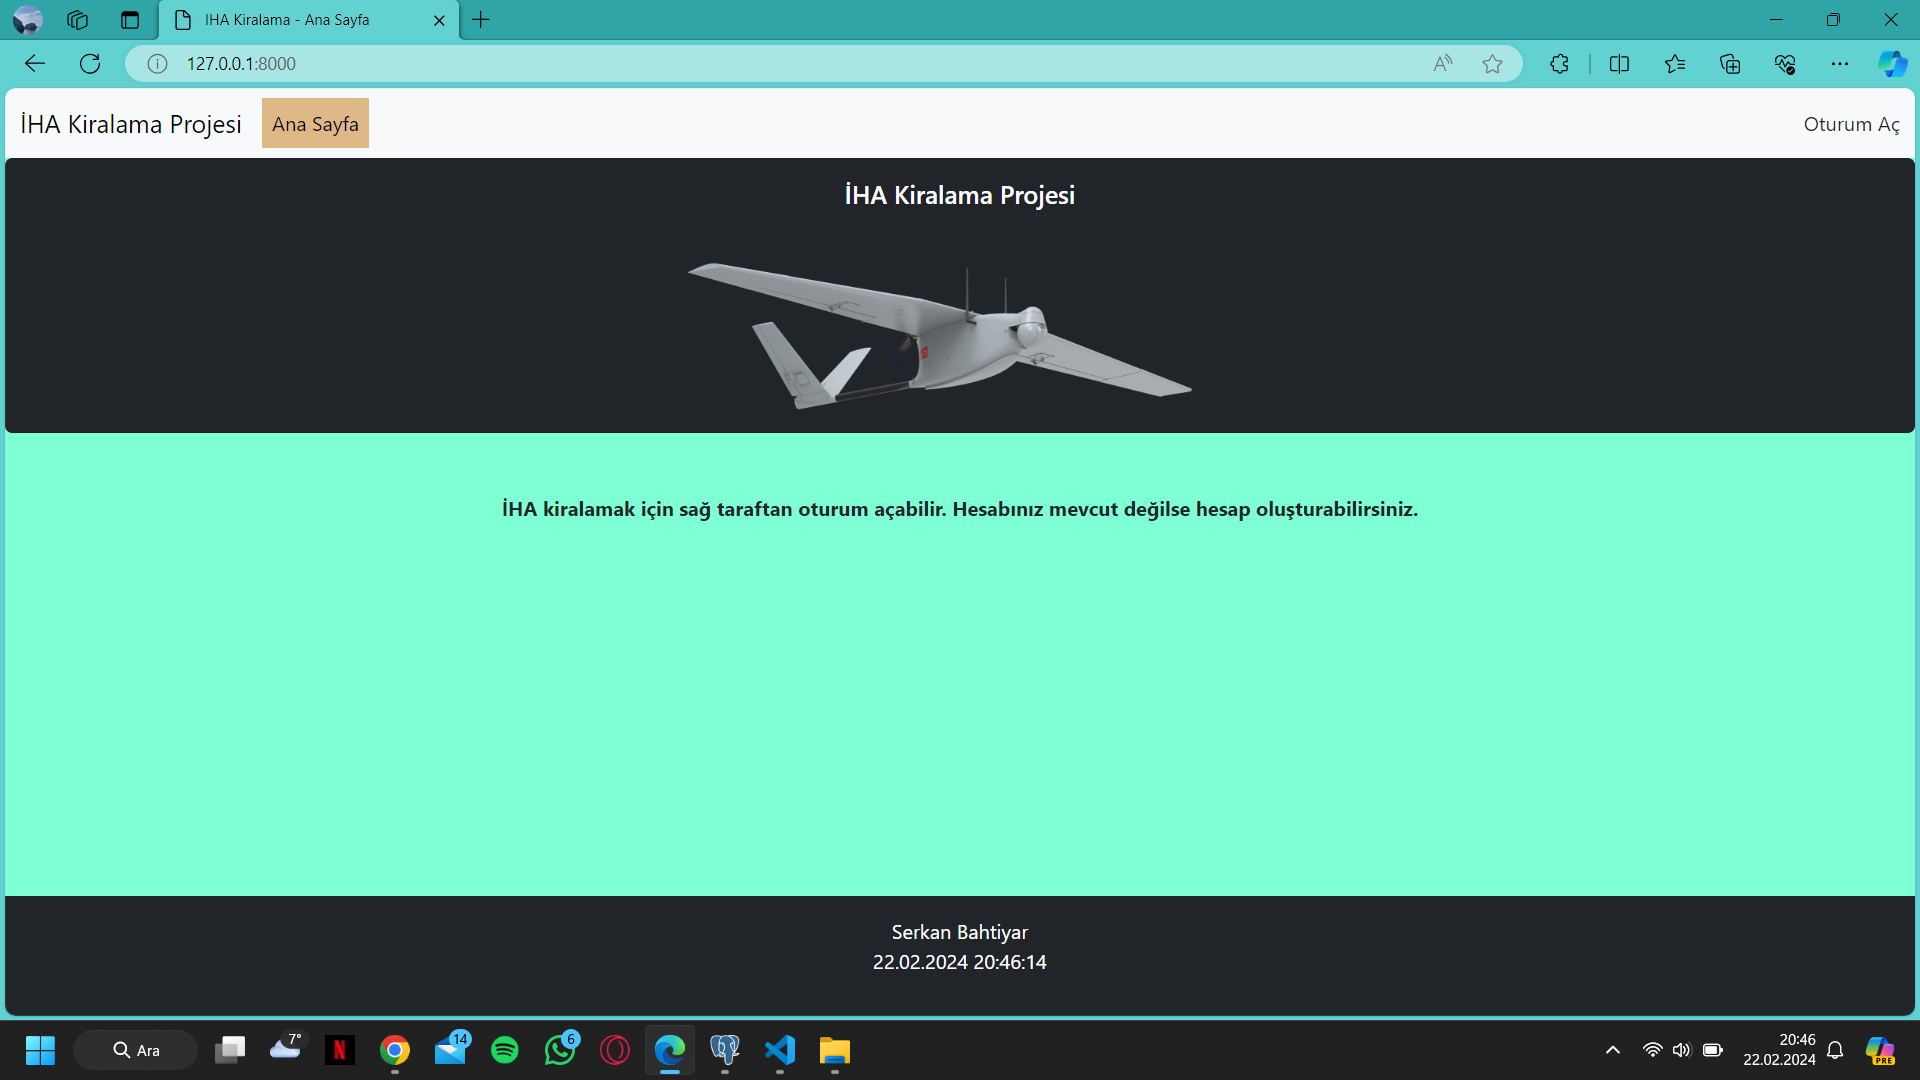 IHA Kiralama - Ana Sayfa
127.0.0.1:8000
İHA Kiralama Projesi
Ana Sayfa
Oturum Aç
İHA Kiralama Projesi
İHA kiralamak için sağ taraftan oturum açabilir. Hesabınız mevcut değilse hesap oluşturabilirsiniz.
Serkan Bahtiyar
22.02.2024 20:46:14
Ara
7°
N
14
6
20:46
22.02.2024
PRE